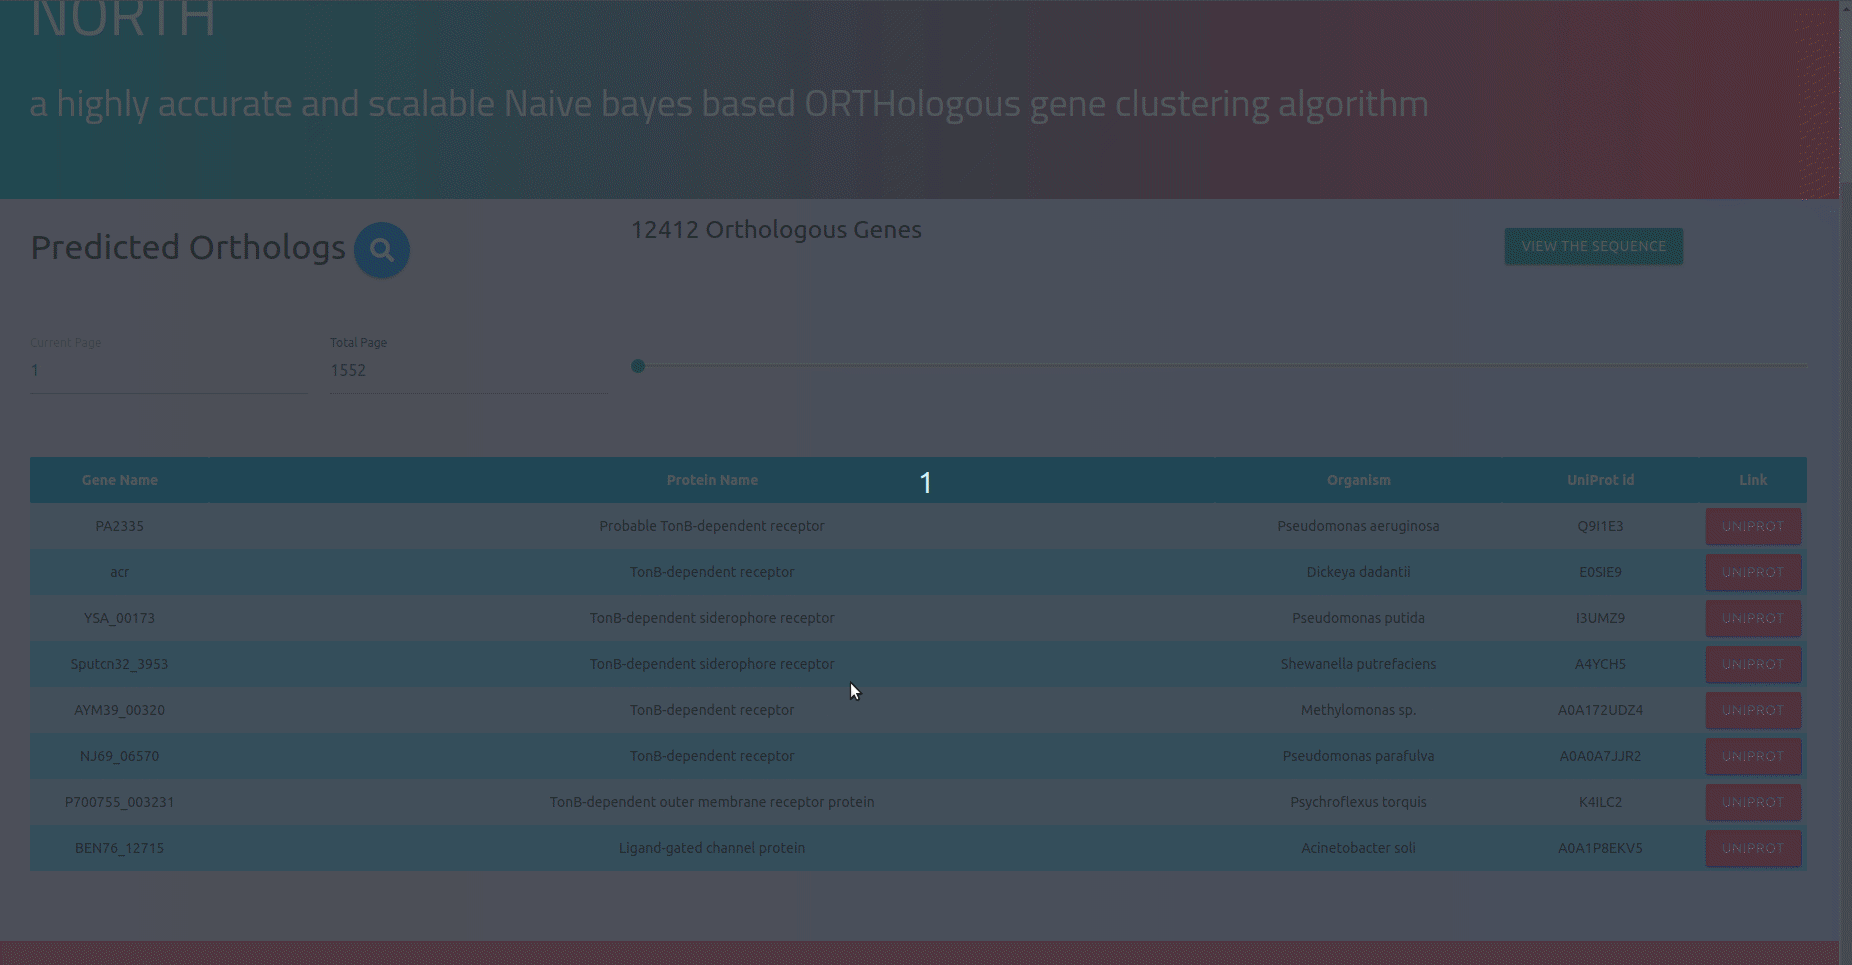 NORTH
a highly accurate and scalable Naive bayes based ORTHologous gene clustering algorithm
Predicted Orthologs
12412 Orthologous Genes
VIEW THE SEQUENCE
Current Page
Total Page
1
1552
Gene Name Protein Name 1 Organism UniProt id Link
PA2335 Probable TonB-dependent receptor Pseudomonas aeruginosa Q9I1E3 UNIPROT
acr TonB-dependent receptor Dickeya dadantii E0SIE9 UNIPROT
YSA_00173 TonB-dependent siderophore receptor Pseudomonas putida I3UMZ9 UNIPROT
Sputcn32_3953 TonB-dependent siderophore receptor Shewanella putrefaciens A4YCH5 UNIPROT
AYM39_00320 TonB-dependent receptor Methylomonas sp. A0A172UDZ4 UNIPROT
NJ69_06570 TonB-dependent receptor Pseudomonas parafulva A0A0A7JJR2 UNIPROT
P700755_003231 TonB-dependent outer membrane receptor protein Psychroflexus torquis K4ILC2 UNIPROT
BEN76_12715 Ligand-gated channel protein Acinetobacter soli A0A1P8EKV5 UNIPROT